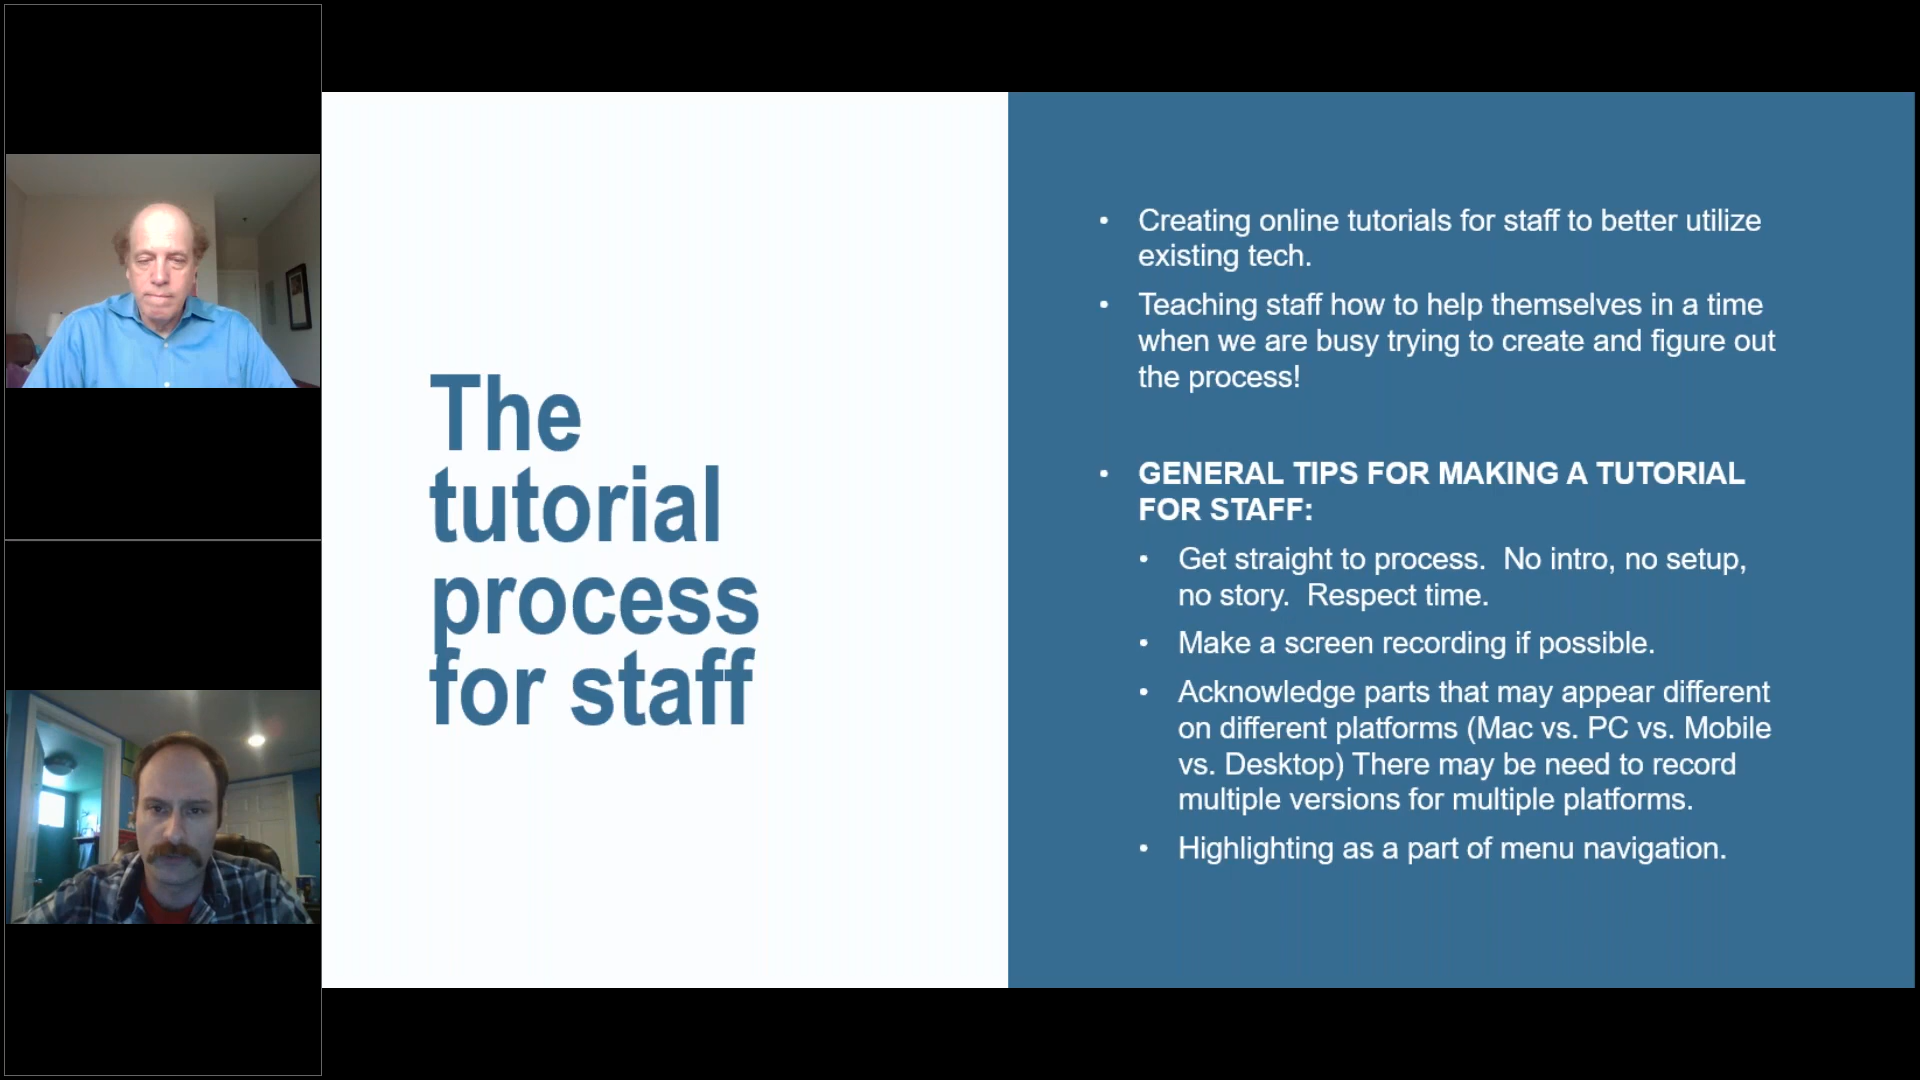 The
tutorial
process
for staff
• Creating online tutorials for staff to better utilize
existing tech.
• Teaching staff how to help themselves in a time
when we are busy trying to create and figure out
the process!
• GENERAL TIPS FOR MAKING A TUTORIAL
FOR STAFF:
• Get straight to process.  No intro, no setup,
no story.  Respect time.
• Make a screen recording if possible.
• Acknowledge parts that may appear different
on different platforms (Mac vs. PC vs. Mobile
vs. Desktop) There may be need to record
multiple versions for multiple platforms.
• Highlighting as a part of menu navigation.